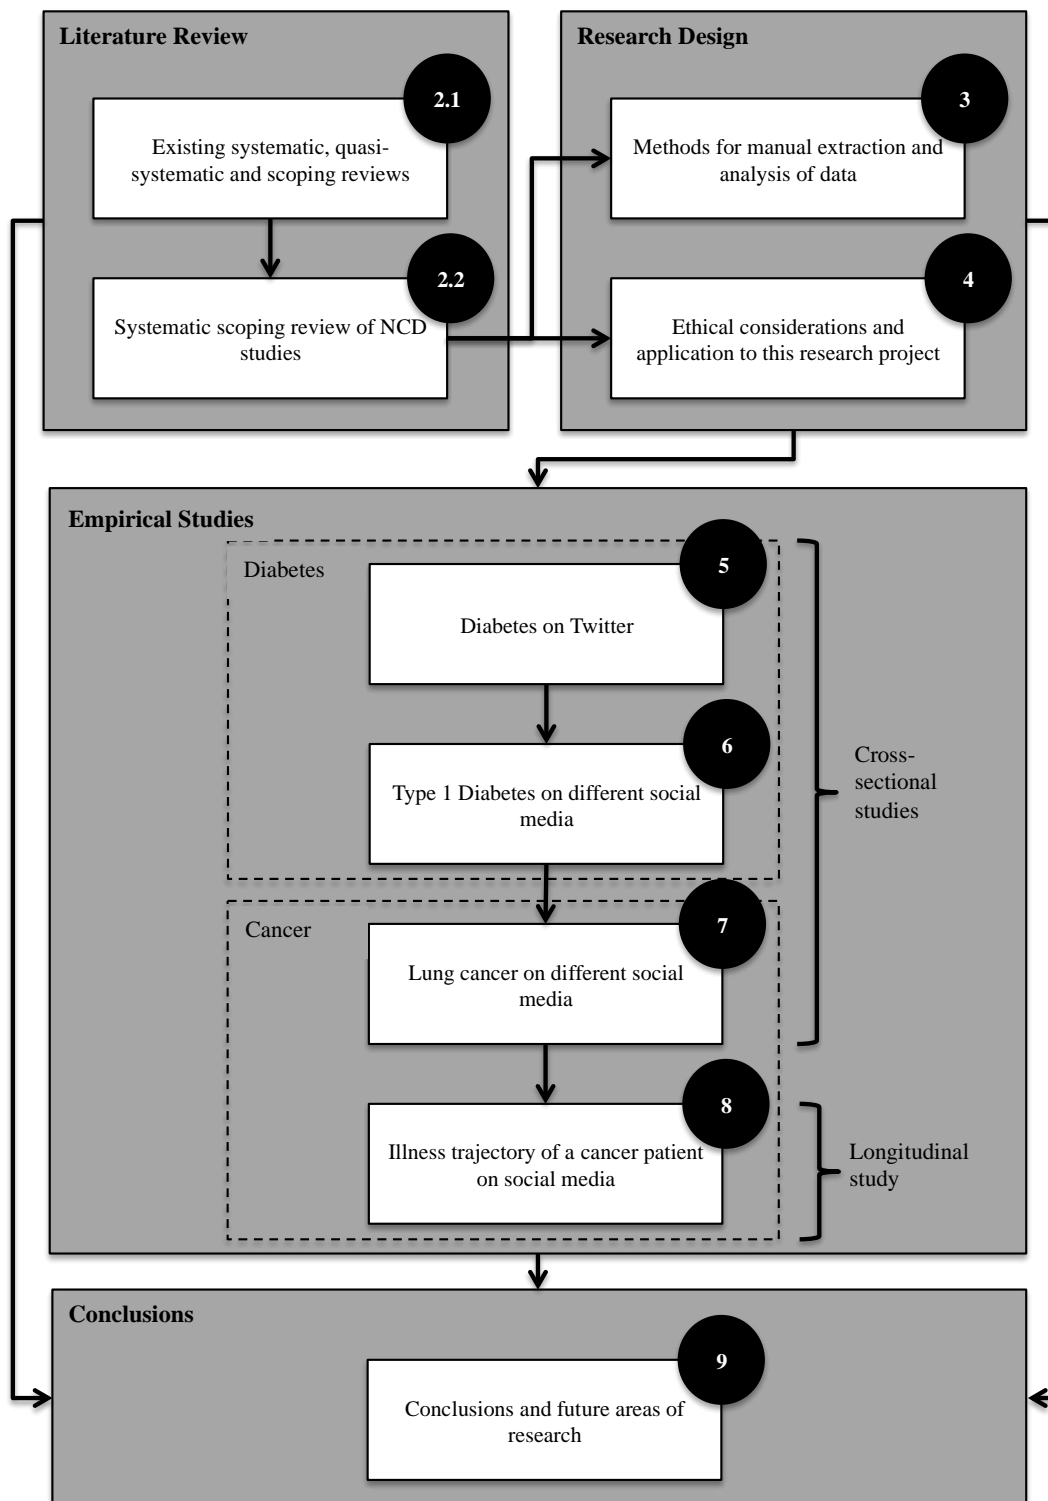 Literature Review
2.1
Existing systematic, quasi-
systematic and scoping reviews
2.2
Systematic scoping review of NCD
studies
Research Design
3
Methods for manual extraction and
analysis of data
4
Ethical considerations and
application to this research project
Empirical Studies
Diabetes
5
Diabetes on Twitter
6
Type 1 Diabetes on different social
media
Cross-
sectional
studies
Cancer
7
Lung cancer on different social
media
8
Illness trajectory of a cancer patient
on social media
Longitudinal
study
Conclusions
9
Conclusions and future areas of
research